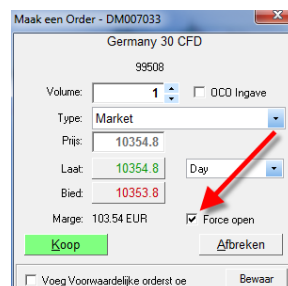 Maak een Order - DM007033
Germany 30 CFD
99508
Volume: 1 OCO Ingave
Type: Market
Prijs: 10354.8
Laat: 10354.8 Day
Bied: 10353.8
Marge: 103.54 EUR Force open
Koop Afbreken
Voeg Voorwaardelijke orderst oe Bewaar